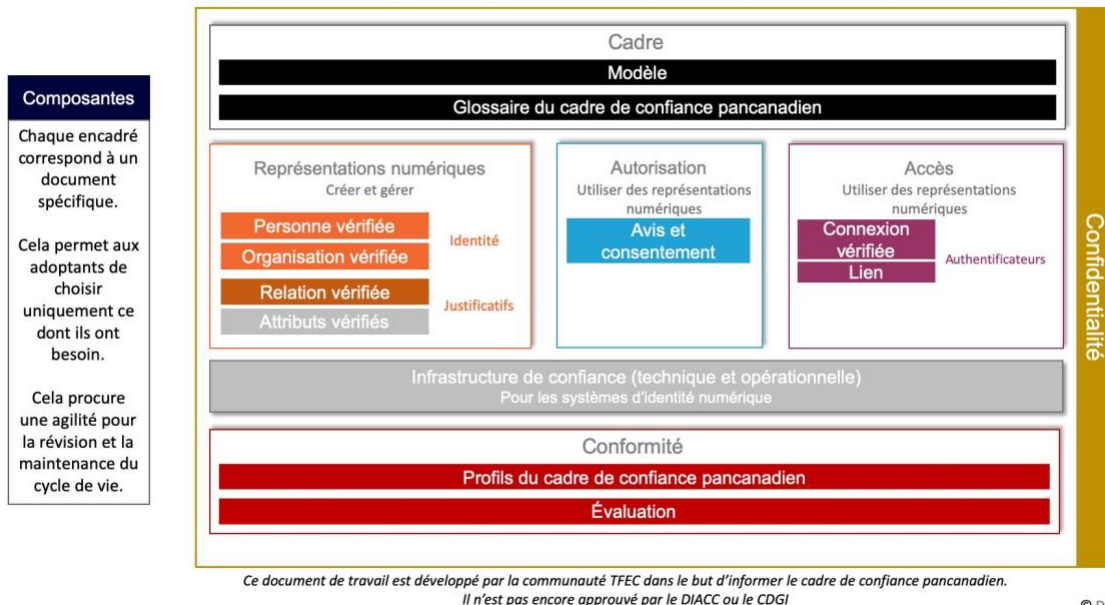 Composantes
Chaque encadré
correspond à un
document
spécifique.
Cela permet aux
adoptants de
choisir
uniquement ce
dont ils ont
besoin.
Cela procure
une agilité pour
la révision et la
maintenance du
cycle de vie.
Cadre
Modèle
Glossaire du cadre de confiance pancanadien
Représentations numériques
Créer et gérer
Personne vérifiée
Organisation vérifiée
Identité
Relation vérifiée
Attributs vérifiés
Justificatifs
Autorisation
Utiliser des représentations
numériques
Avis et
consentement
Accès
Utiliser des représentations
numériques
Connexion
vérifiée
Lien
Authentificateurs
Infrastructure de confiance (technique et opérationnelle)
Pour les systèmes d'identité numérique
Conformité
Profils du cadre de confiance pancanadien
Évaluation
Confidentialité
Ce document de travail est développé par la communauté TFEC dans le but d'informer le cadre de confiance pancanadien.
Il n'est pas encore approuvé par le DIACC ou le CDGI
©